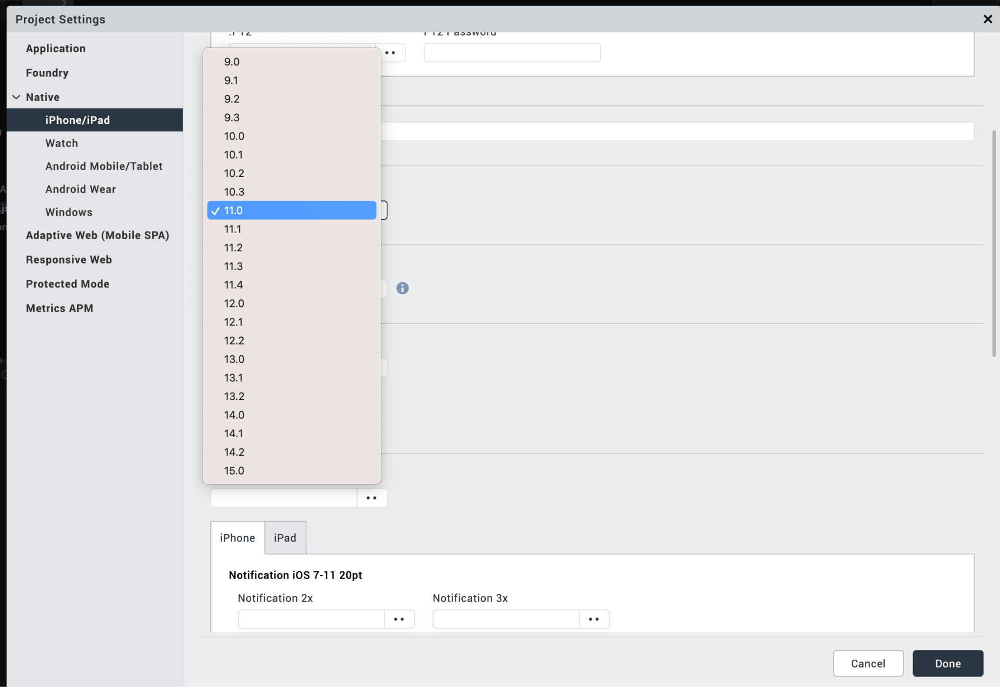 Project Settings
Application
Foundry
Native
iPhone/iPad
Watch
Android Mobile/Tablet
Android Wear
Windows
Adaptive Web (Mobile SPA)
Responsive Web
Protected Mode
Metrics APM
.P12
P12 Password
9.0
9.1
9.2
9.3
10.0
10.1
10.2
10.3
11.0
11.1
11.2
11.3
11.4
12.0
12.1
12.2
13.0
13.1
13.2
14.0
14.1
14.2
15.0
iPhone
iPad
Notification iOS 7-11 20pt
Notification 2x
Notification 3x
Cancel
Done